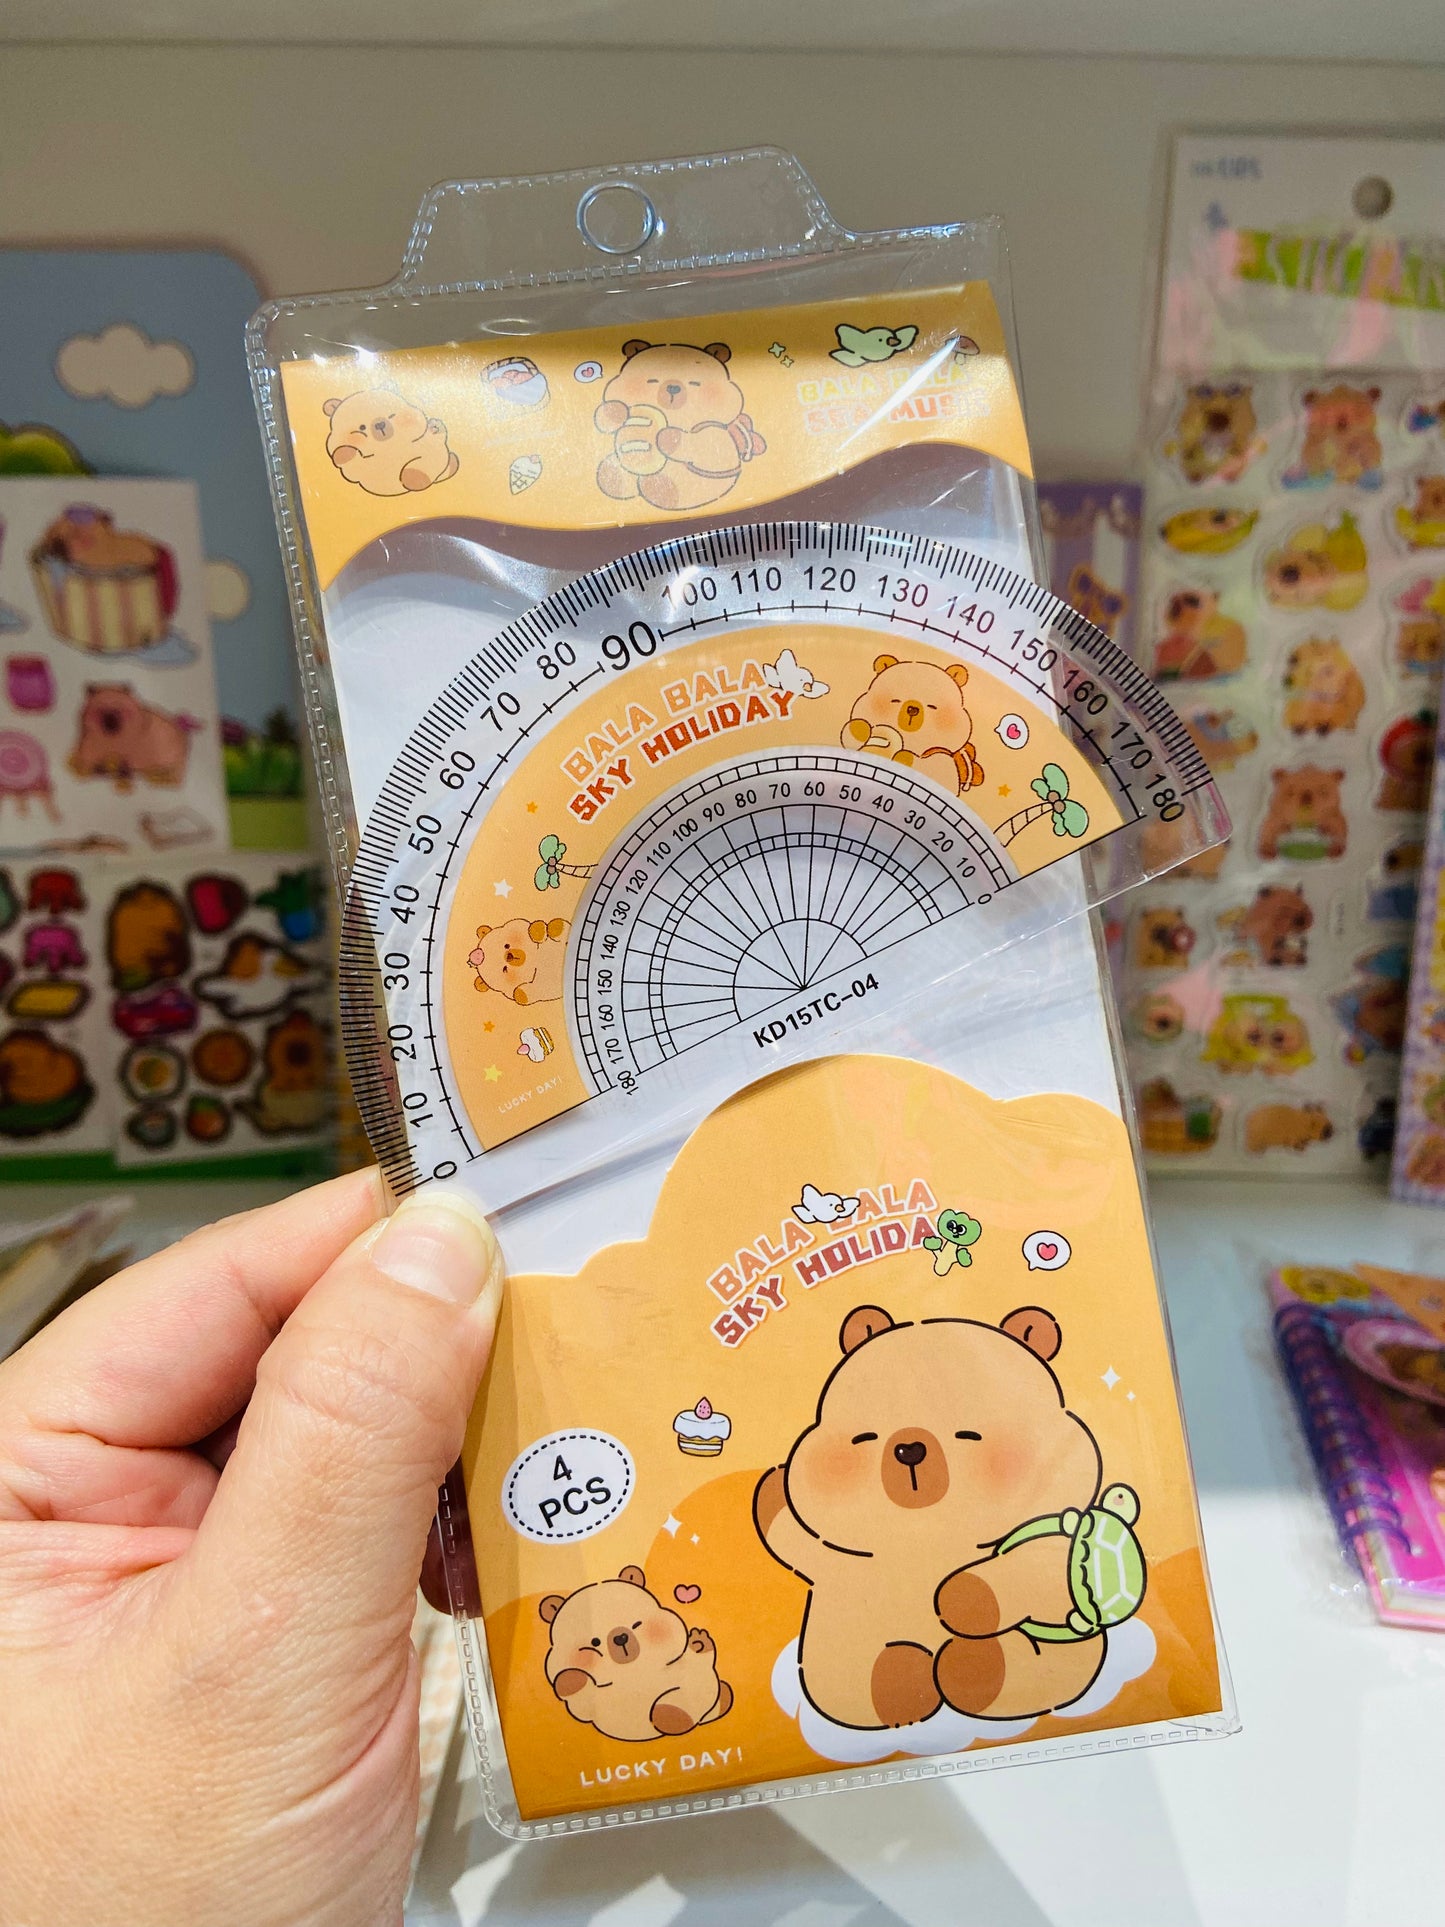 BALA BALA
SEA MUSIC
0 10 20 30 40 50 60 70 80 90 100 110 120 130 140 150 160 170 180
BALA BALA
SKY HOLIDAY
180 170 160 150 140 130 120 110 100 90 80 70 60 50 40 30 20 10 0
LUCKY DAY!
KD15TC-04
BALA BALA
SKY HOLIDA
4
PCS
LUCKY DAY!